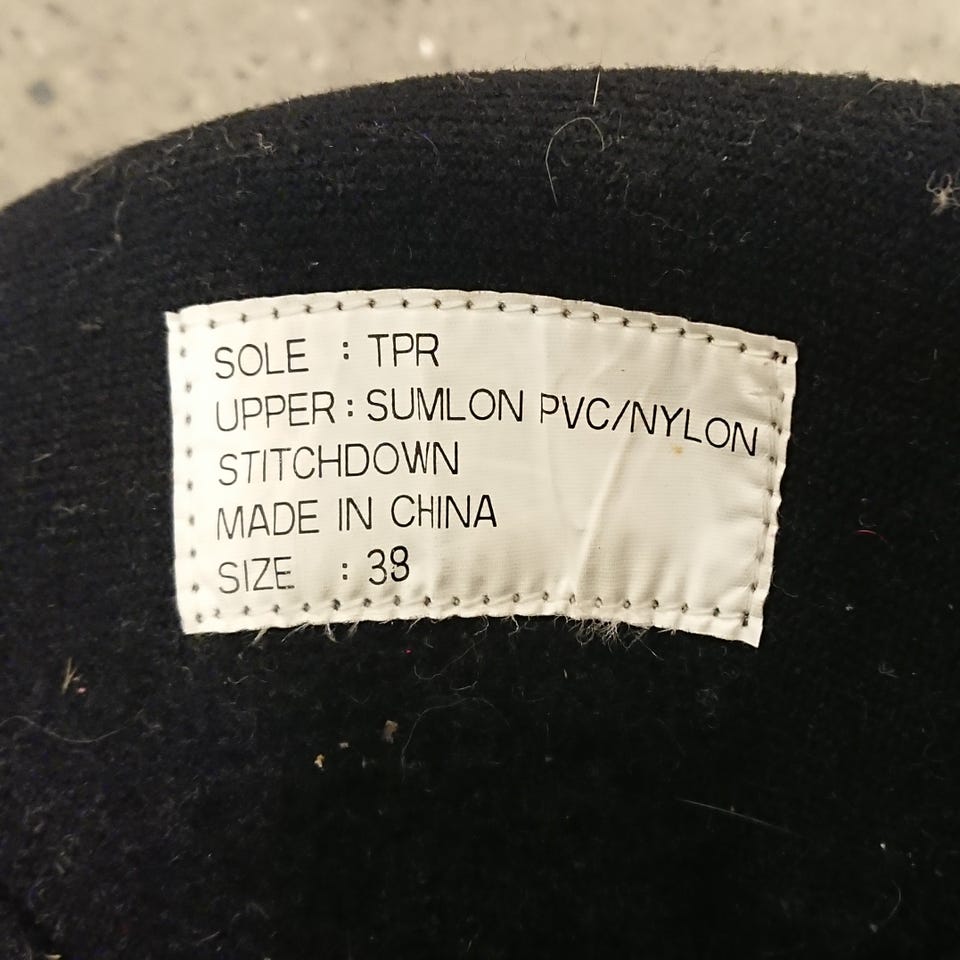 SOLE : TPR
UPPER : SUMLON PVC/NYLON
STITCHDOWN
MADE IN CHINA
SIZE : 38